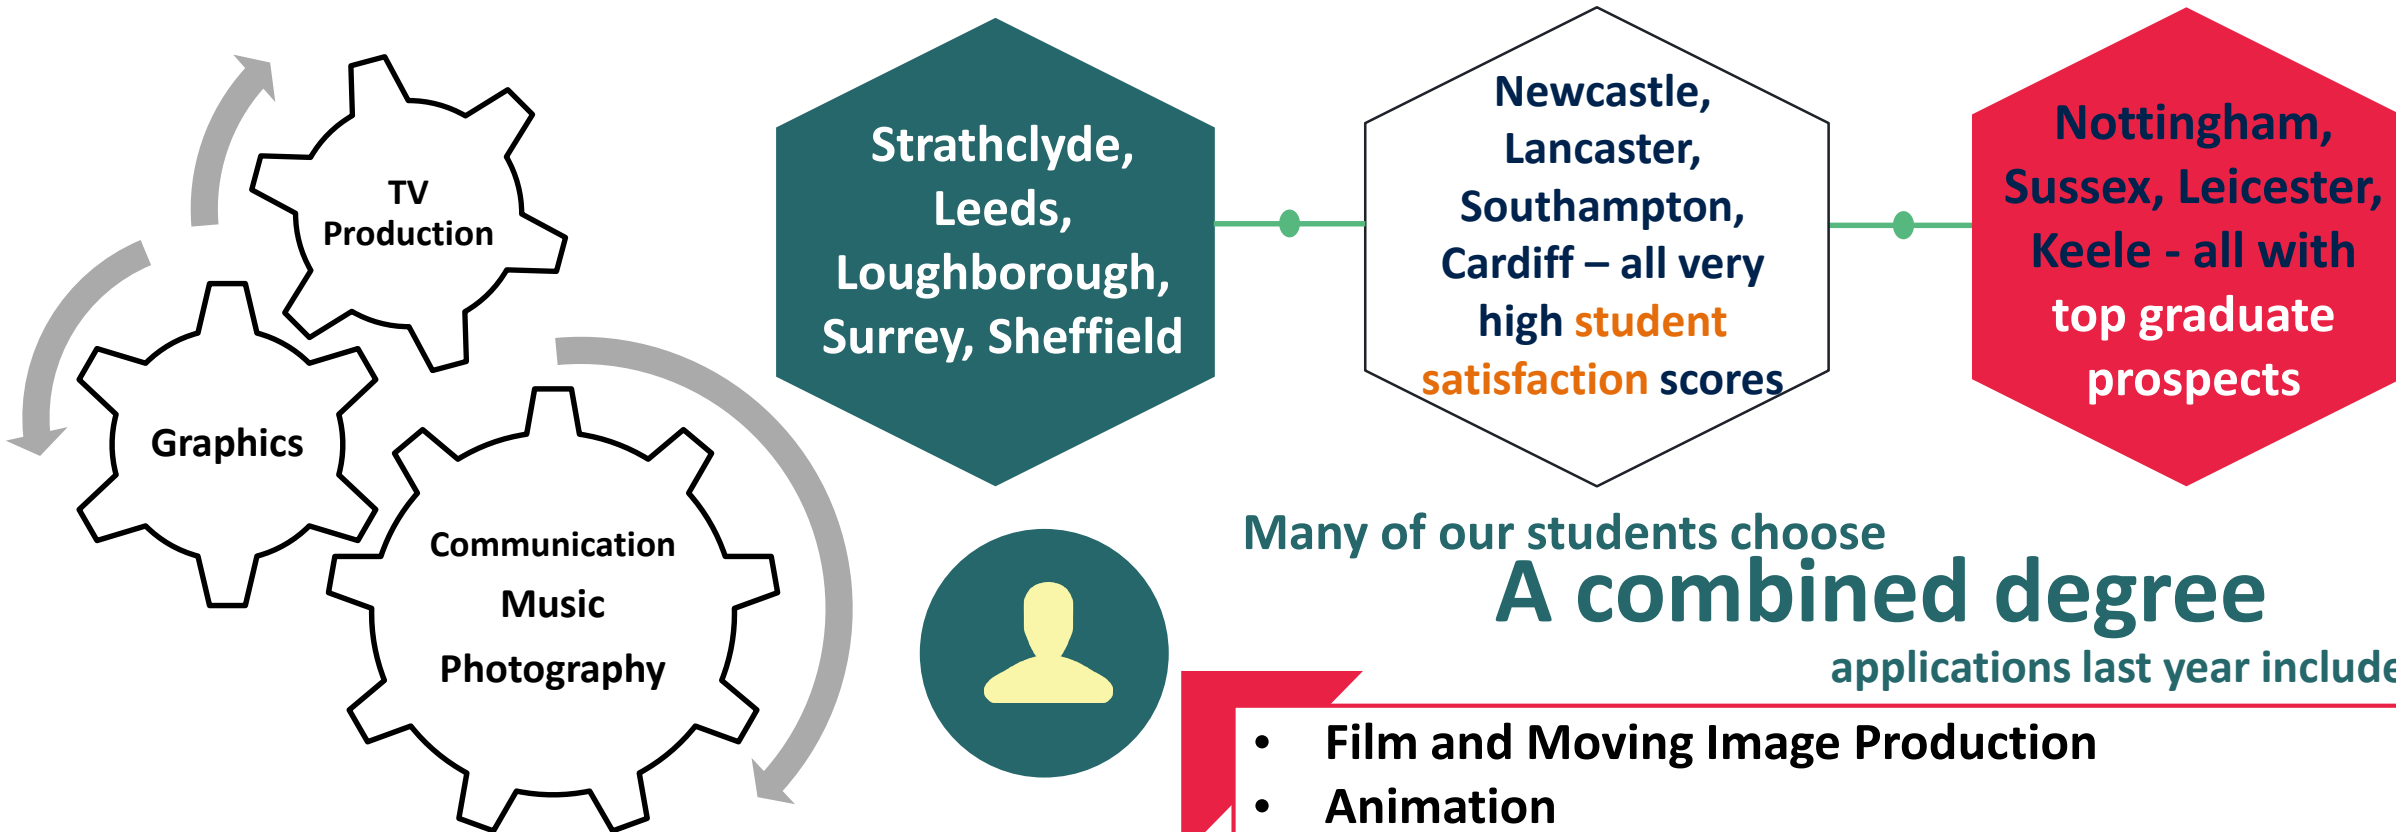 TV
Production
Graphics
Communication
Music
Photography
Strathclyde,
Leeds,
Loughborough,
Surrey, Sheffield
Newcastle,
Lancaster,
Southampton,
Cardiff – all very
high student
satisfaction scores
Nottingham,
Sussex, Leicester,
Keele - all with
top graduate
prospects
Many of our students choose
A combined degree
applications last year include
• Film and Moving Image Production
• Animation